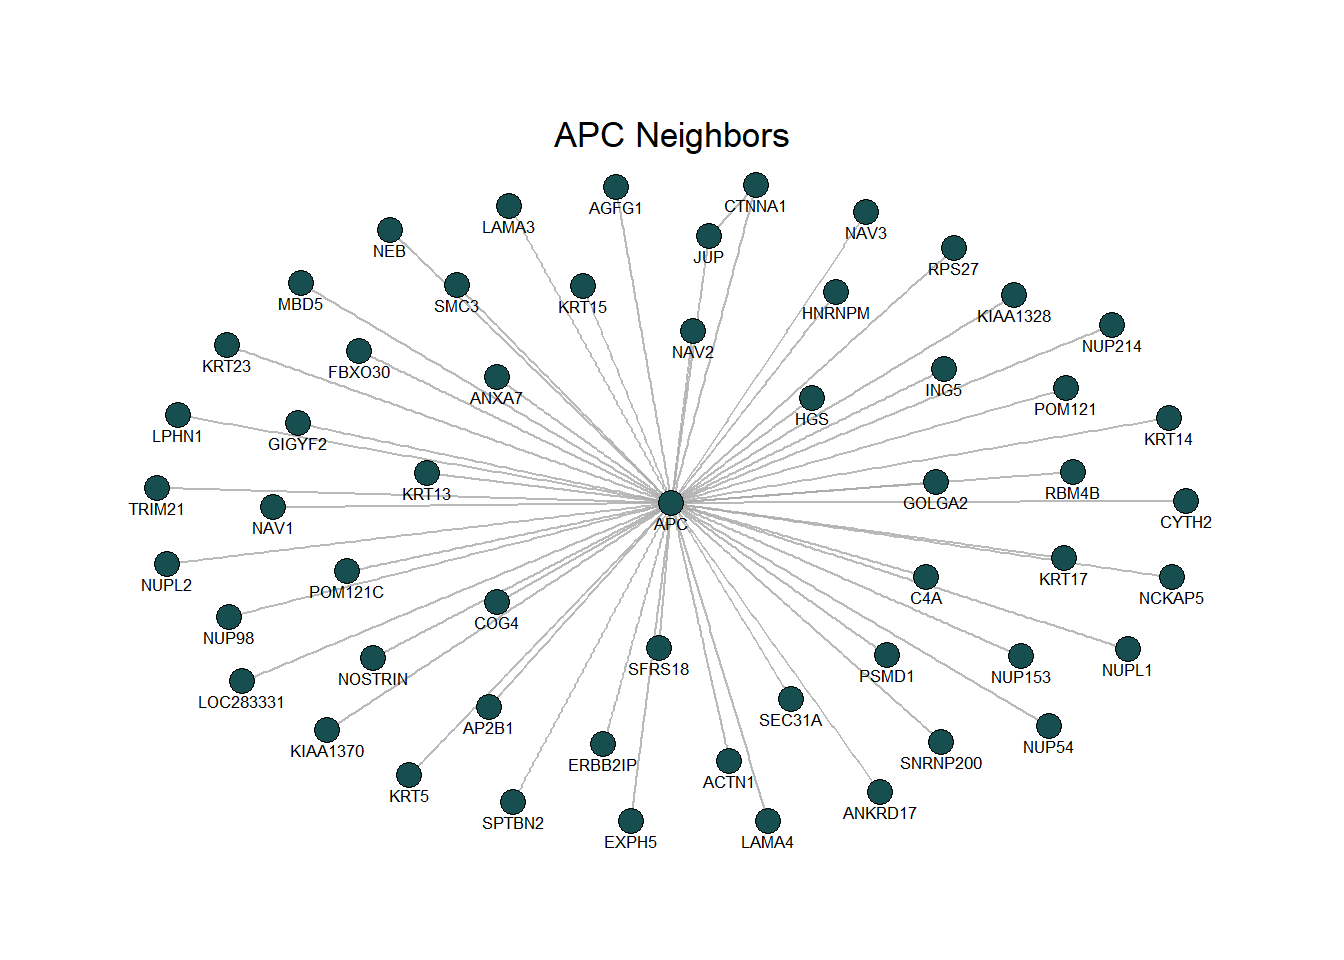 APC Neighbors
AGFG1
CTNNA1
LAMA3
NAV3
NEB
JUP
RPS27
MBD5
SMC3
KRT15
HNRNPM
KIAA1328
NUP214
NAV2
KRT23
FBXO30
ANXA7
ING5
POM121
HGS
LPHN1
GIGYF2
KRT14
KRT13
GOLGA2
RBM4B
TRIM21
NAV1
APC
CYTH2
NUPL2
POM121C
C4A
KRT17
NCKAP5
NUP98
COG4
NOSTRIN
SFRS18
PSMD1
NUP153
NUPL1
LOC283331
KIAA1370
AP2B1
SEC31A
NUP54
ERBB2IP
ACTN1
SNRNP200
KRT5
SPTBN2
EXPH5
LAMA4
ANKRD17